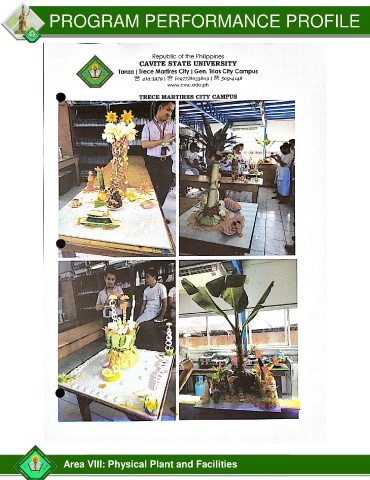 PROGRAM PERFORMANCE PROFILE
Republic of the Philippines
CAVITE STATE UNIVERSITY
Tanza | Trece Martires City | Gen. Trias City Campus
www.cvsu.edu.ph
TRECE MARTIRES CITY CAMPUS
Area VIII: Physical Plant and Facilities